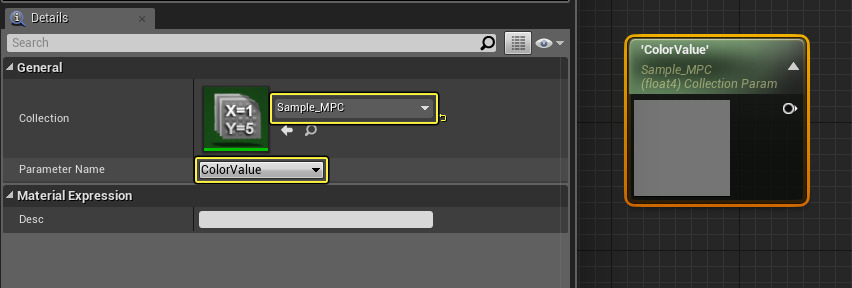 Details
Search
General
Collection
X=1
Y=5
Sample_MPC
Parameter Name
ColorValue
Material Expression
Desc
'ColorValue'
Sample_MPC
(float4) Collection Param